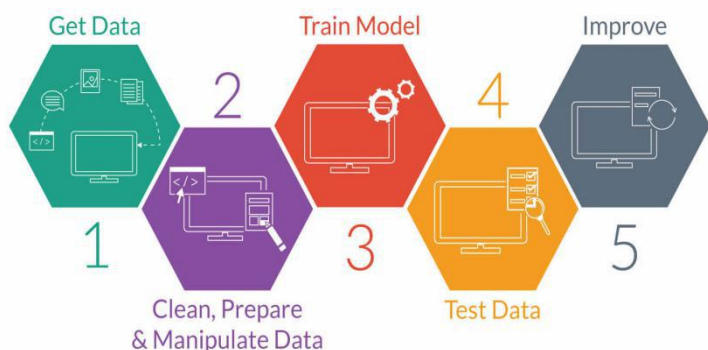 Get Data
1
2
Clean, Prepare
& Manipulate Data
Train Model
3
4
Test Data
Improve
5
</>
</>